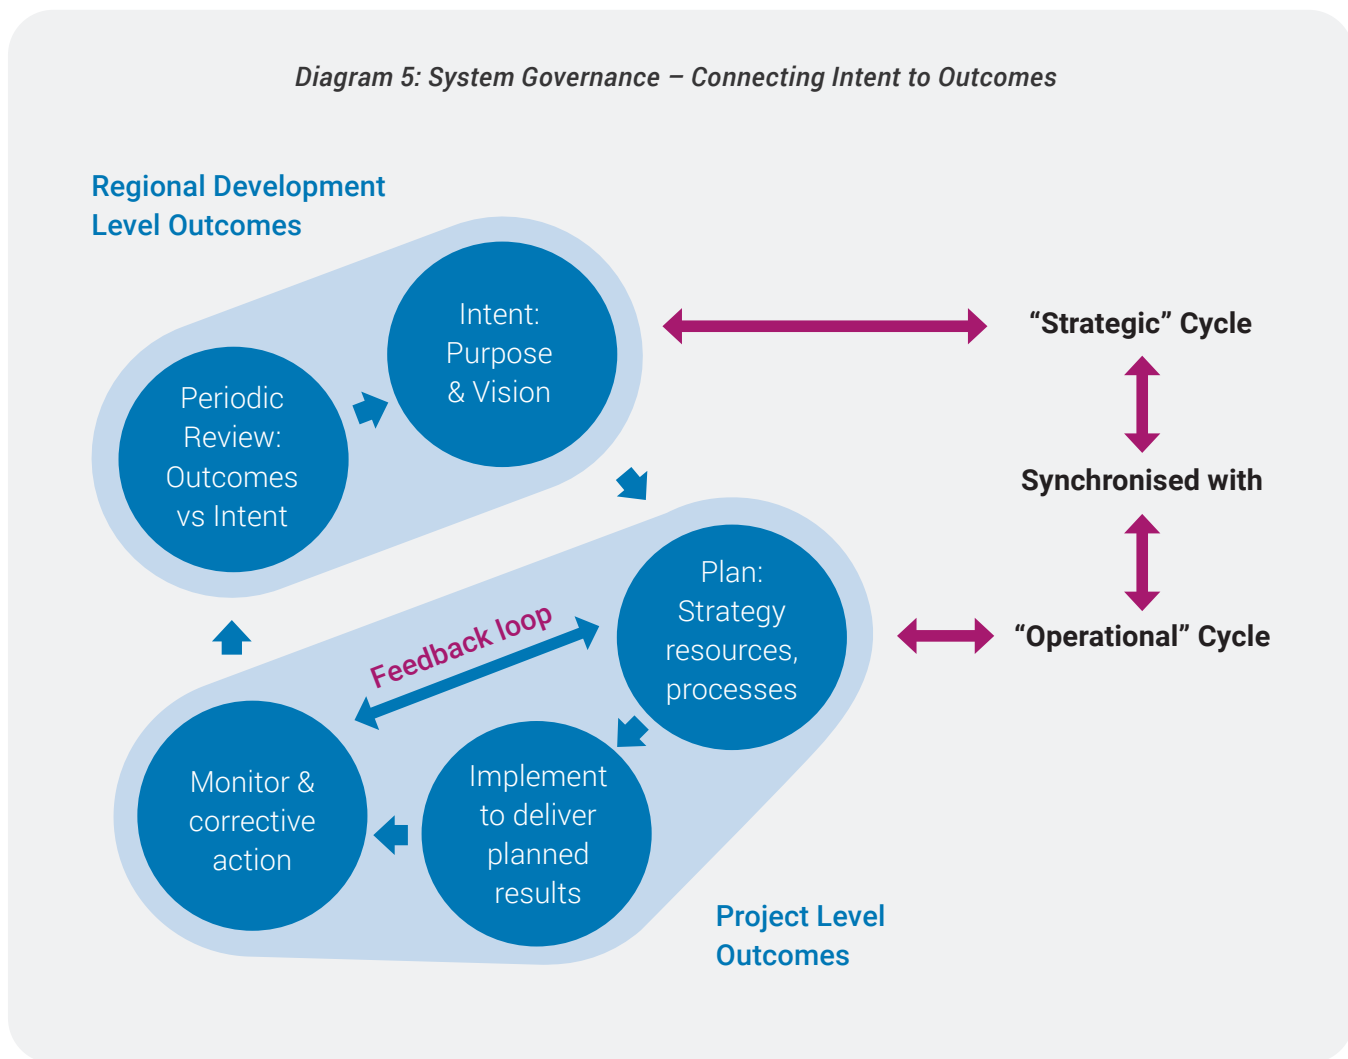 Diagram 5: System Governance – Connecting Intent to Outcomes
Regional Development
Level Outcomes
Intent:
Purpose
& Vision
Periodic
Review:
Outcomes
vs Intent
“Strategic” Cycle
Synchronised with
“Operational” Cycle
Plan:
Strategy
resources,
processes
Feedback loop
Implement
to deliver
planned
results
Monitor &
corrective
action
Project Level
Outcomes